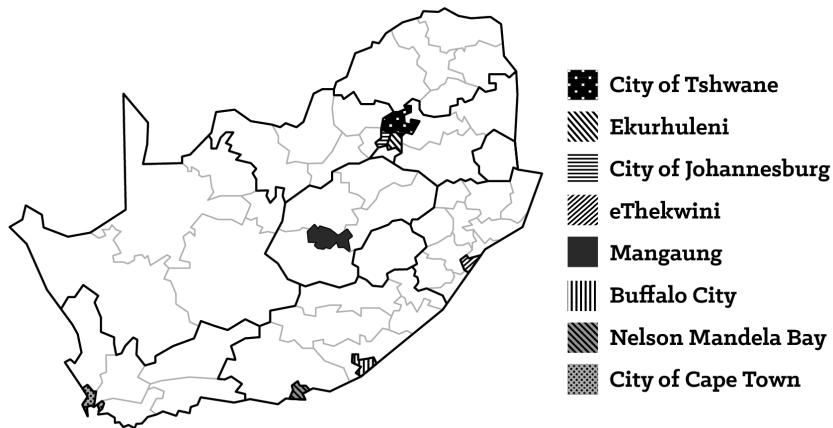 City of Tshwane
Ekurhuleni
City of Johannesburg
eThekwini
Mangaung
Buffalo City
Nelson Mandela Bay
City of Cape Town